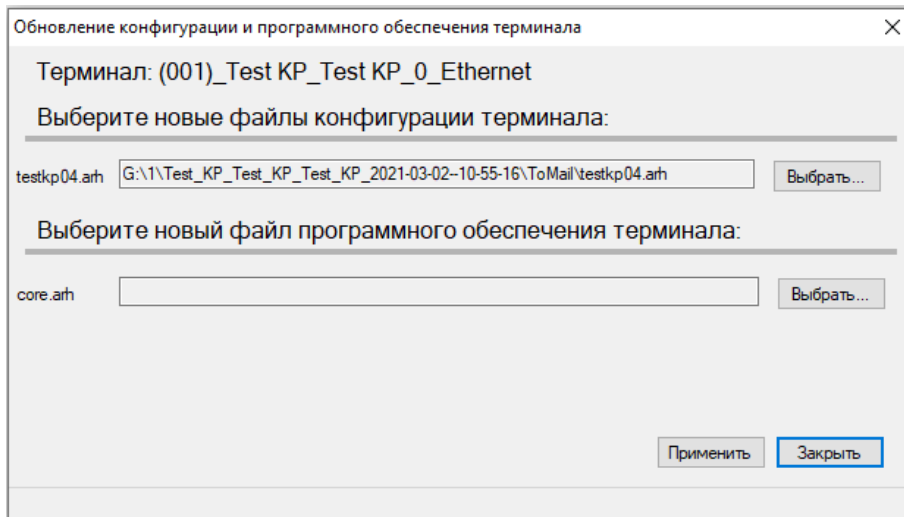 Обновление конфигурации и программного обеспечения терминала
Терминал: (001)_Test KP_Test KP_0_Ethernet
Выберите новые файлы конфигурации терминала:
testkp04.arh G:\1\Test_KP_Test_KP_Test_KP_2021-03-02--10-55-16\ToMail\testkp04.arh Выбрать...
Выберите новый файл программного обеспечения терминала:
core.arh Выбрать...
Применить Закрыть